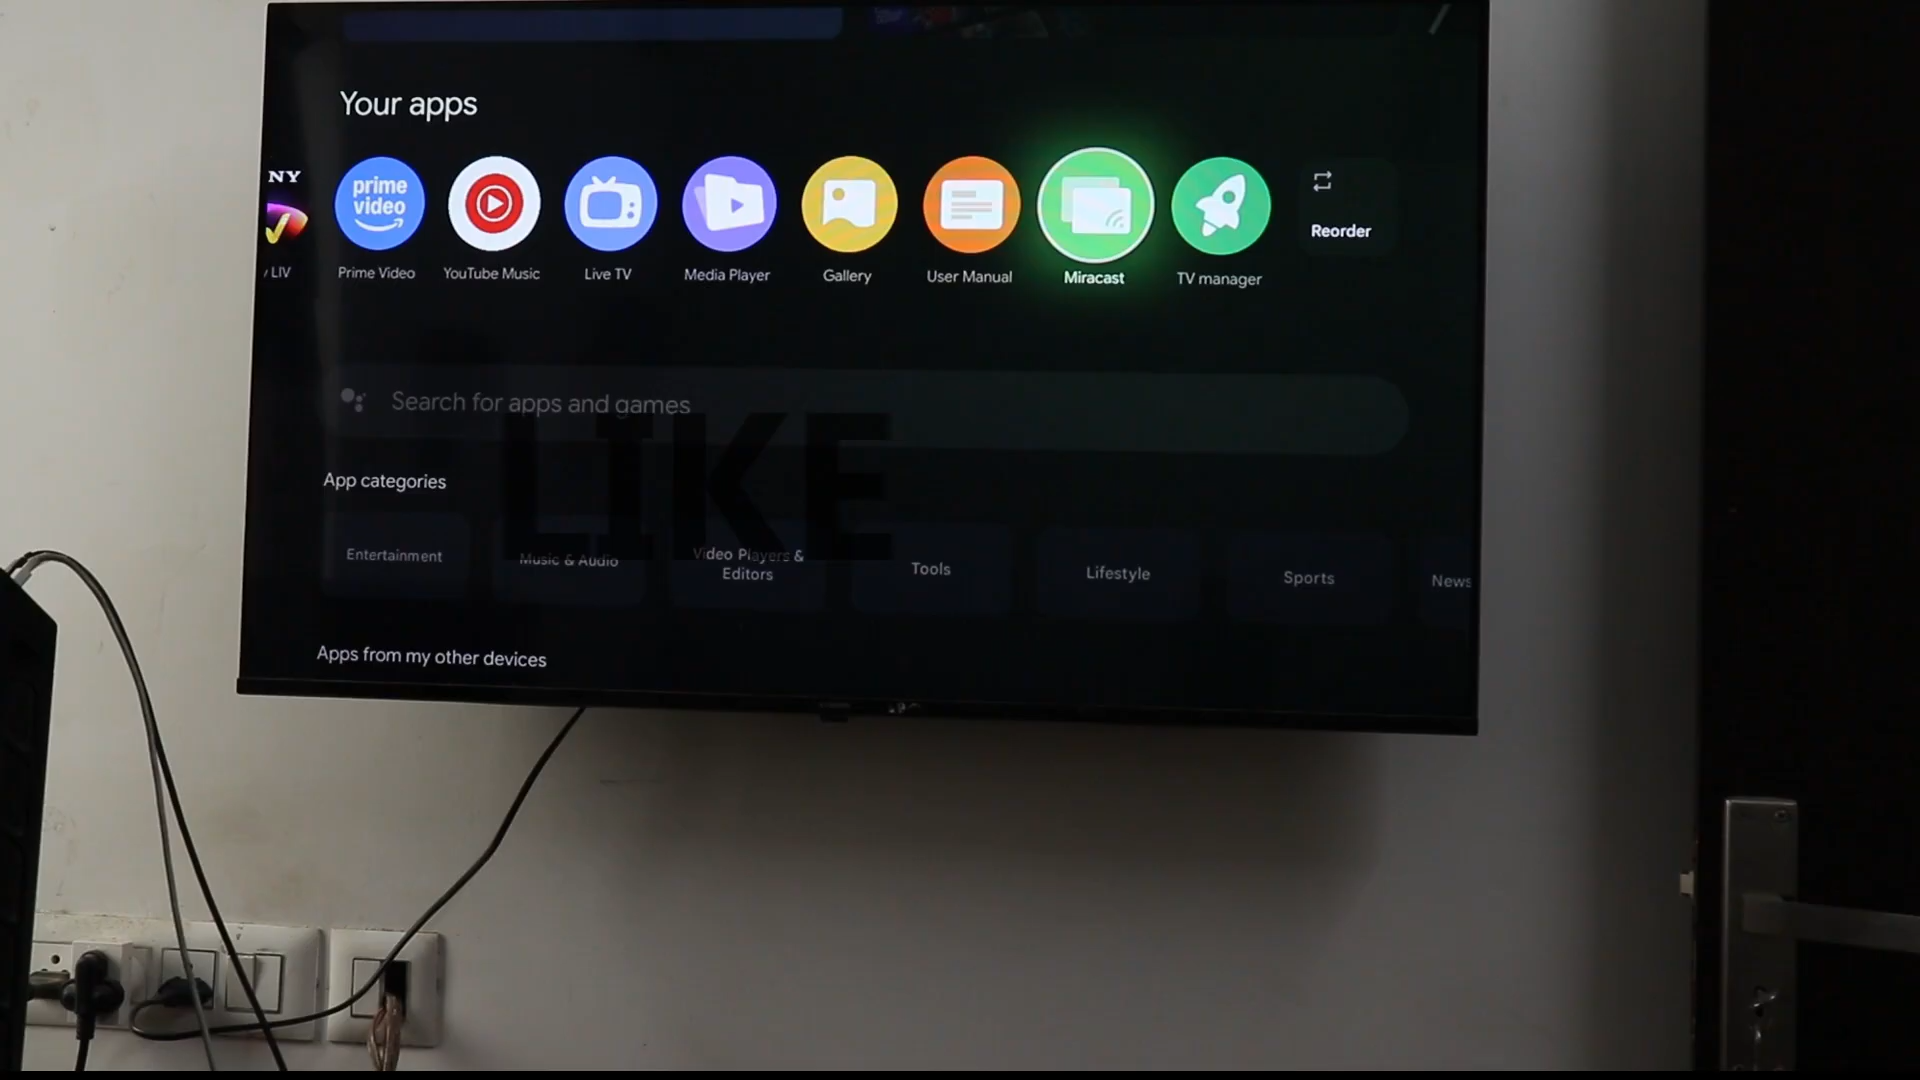 Your apps
NY
prime video
LIV
Prime Video
YouTube Music
Live TV
Media Player
Gallery
User Manual
Miracast
TV manager
Reorder
Search for apps and games
LIKE
App categories
Entertainment
Music & Audio
Video Players &
Editors
Tools
Lifestyle
Sports
News
Apps from my other devices